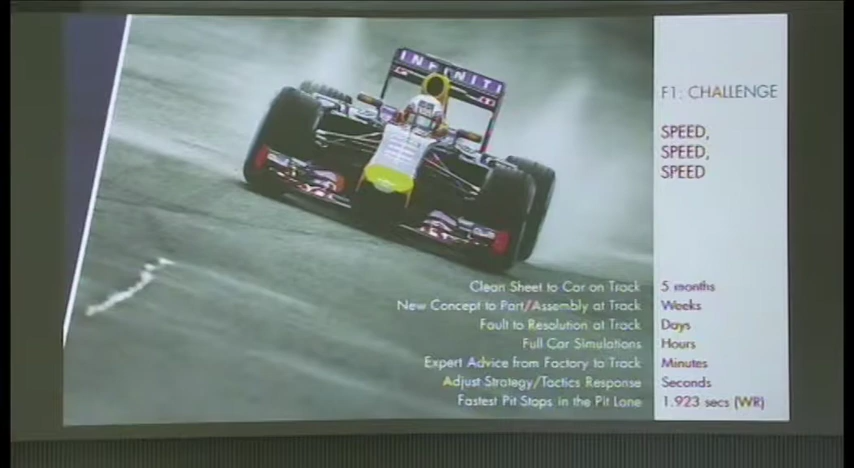 INFINITI
F1: CHALLENGE
SPEED,
SPEED,
SPEED
Clean Sheet to Car on Track 5 months
New Concept to Part/Assembly at Track Weeks
Fault to Resolution at Track Days
Full Car Simulations Hours
Expert Advice from Factory to Track Minutes
Adjust Strategy/Tactics Response Seconds
Fastest Pit Stops in the Pit Lane 1.923 secs (WR)